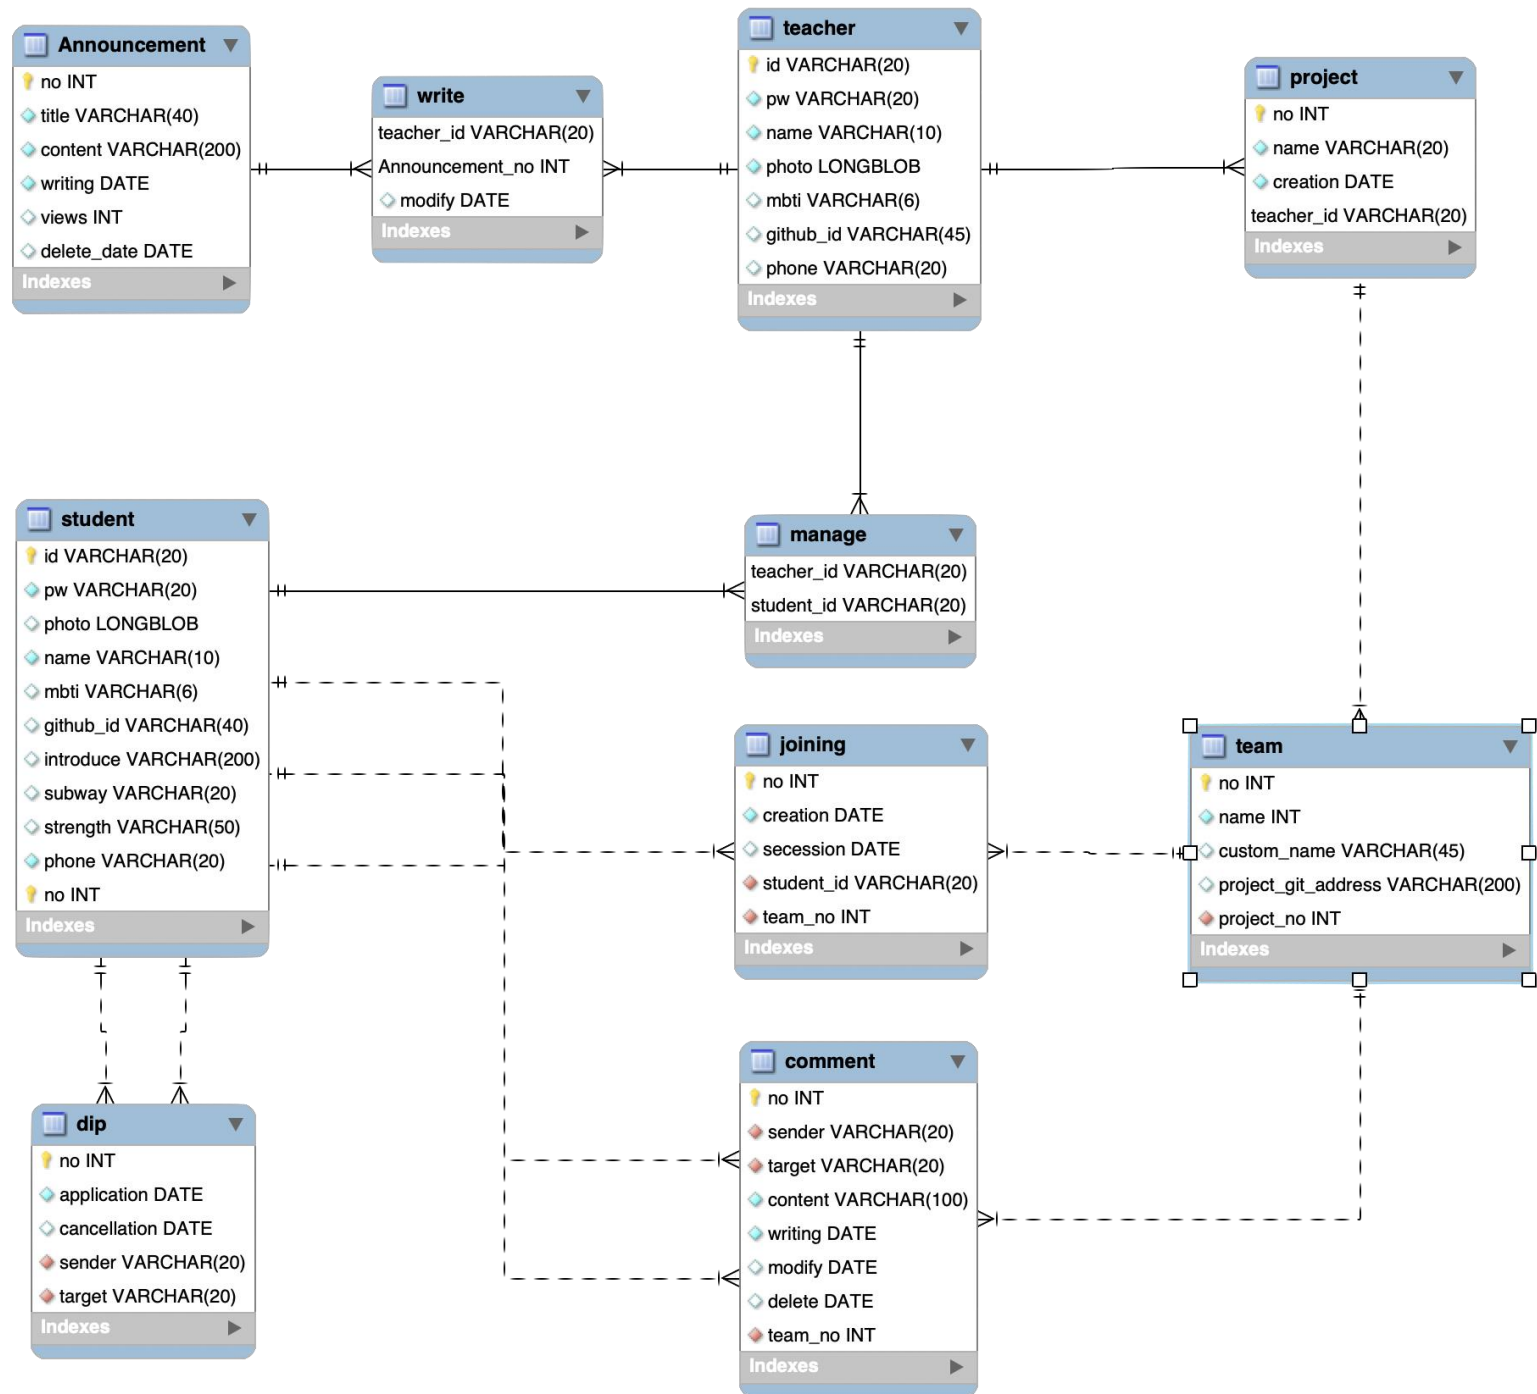 Announcement
no INT
title VARCHAR(40)
content VARCHAR(200)
writing DATE
views INT
delete_date DATE
Indexes
write
teacher_id VARCHAR(20)
Announcement_no INT
modify DATE
Indexes
teacher
id VARCHAR(20)
pw VARCHAR(20)
name VARCHAR(10)
photo LONGBLOB
mbti VARCHAR(6)
github_id VARCHAR(45)
phone VARCHAR(20)
Indexes
project
no INT
name VARCHAR(20)
creation DATE
teacher_id VARCHAR(20)
Indexes
student
id VARCHAR(20)
pw VARCHAR(20)
photo LONGBLOB
name VARCHAR(10)
mbti VARCHAR(6)
github_id VARCHAR(40)
introduce VARCHAR(200)
subway VARCHAR(20)
strength VARCHAR(50)
phone VARCHAR(20)
no INT
Indexes
manage
teacher_id VARCHAR(20)
student_id VARCHAR(20)
Indexes
joining
no INT
creation DATE
secession DATE
student_id VARCHAR(20)
team_no INT
Indexes
team
no INT
name INT
custom_name VARCHAR(45)
project_git_address VARCHAR(200)
project_no INT
Indexes
dip
no INT
application DATE
cancellation DATE
sender VARCHAR(20)
target VARCHAR(20)
Indexes
comment
no INT
sender VARCHAR(20)
target VARCHAR(20)
content VARCHAR(100)
writing DATE
modify DATE
delete DATE
team_no INT
Indexes